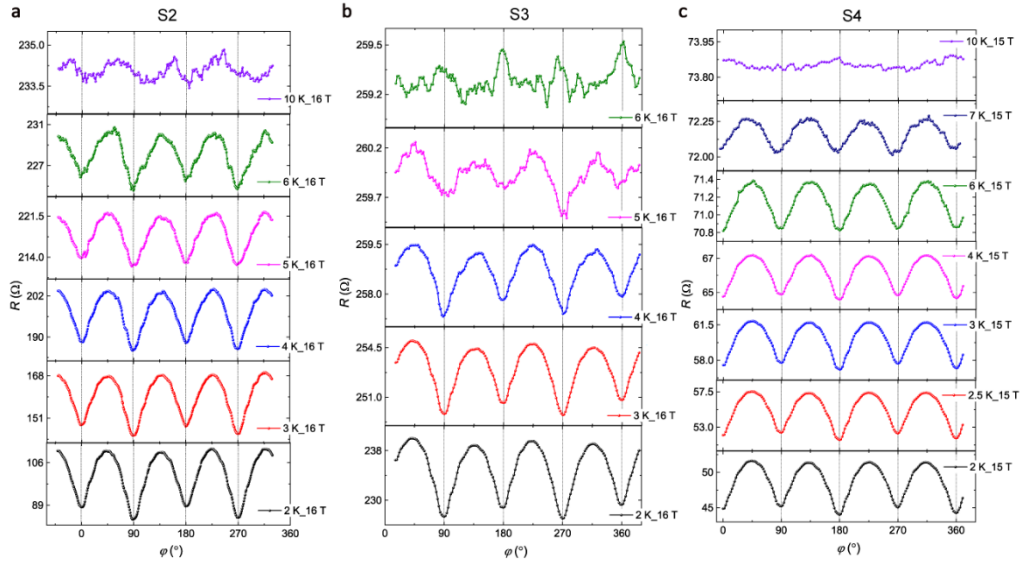 a
S2
235.0
233.5
10 K_16 T
231
227
6 K_16 T
221.5
214.0
5 K_16 T
202
190
4 K_16 T
168
151
3 K_16 T
106
89
2 K_16 T
R (Ω)
0 90 180 270 360
φ (°)
b
S3
259.5
259.2
6 K_16 T
260.2
259.7
5 K_16 T
259.5
258.0
4 K_16 T
254.5
251.0
3 K_16 T
238
230
2 K_16 T
R (Ω)
0 90 180 270 360
φ (°)
c
S4
73.95
73.80
10 K_15 T
72.25
72.00
7 K_15 T
71.4
71.0
70.8
6 K_15 T
67
65
4 K_15 T
61.5
58.0
3 K_15 T
57.5
53.0
2.5 K_15 T
50
45
2 K_15 T
R (Ω)
0 90 180 270 360
φ (°)